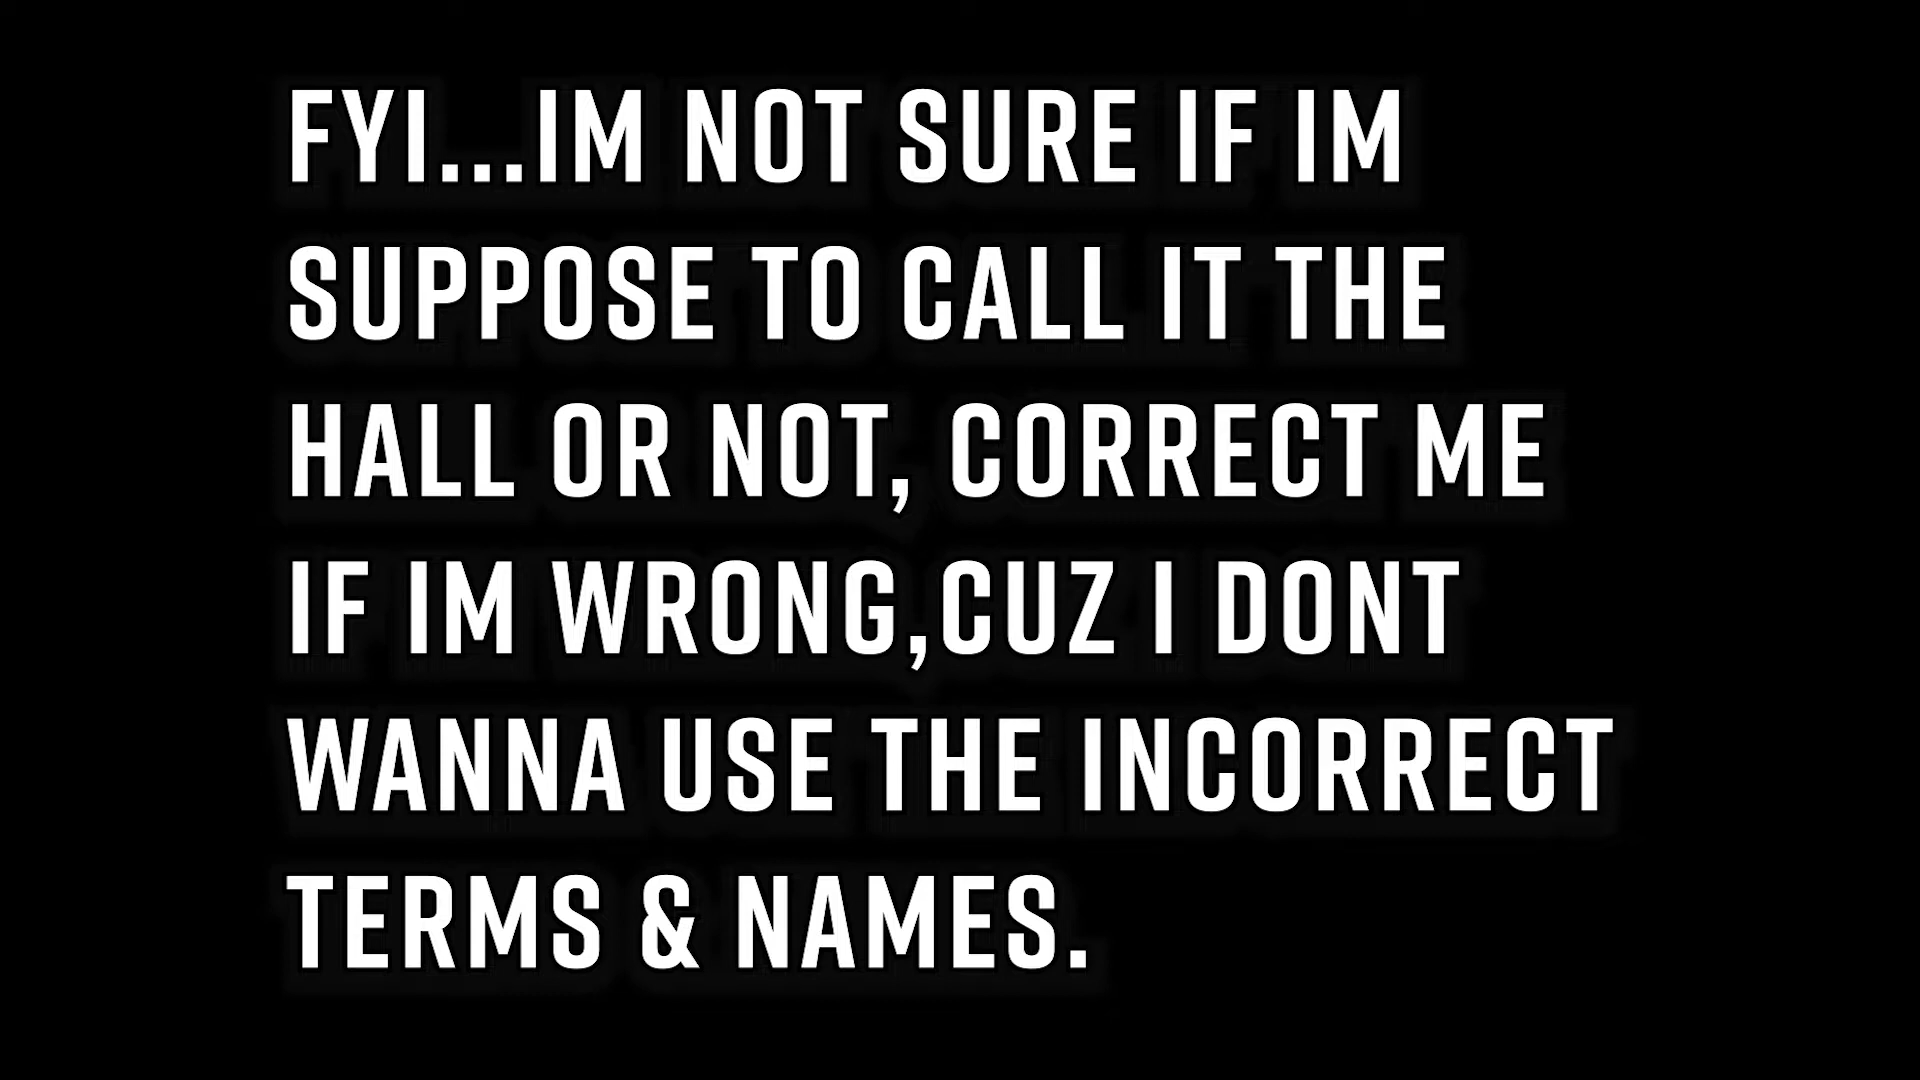 FYI...IM NOT SURE IF IM
SUPPOSE TO CALL IT THE
HALL OR NOT, CORRECT ME
IF IM WRONG,CUZ I DONT
WANNA USE THE INCORRECT
TERMS & NAMES.